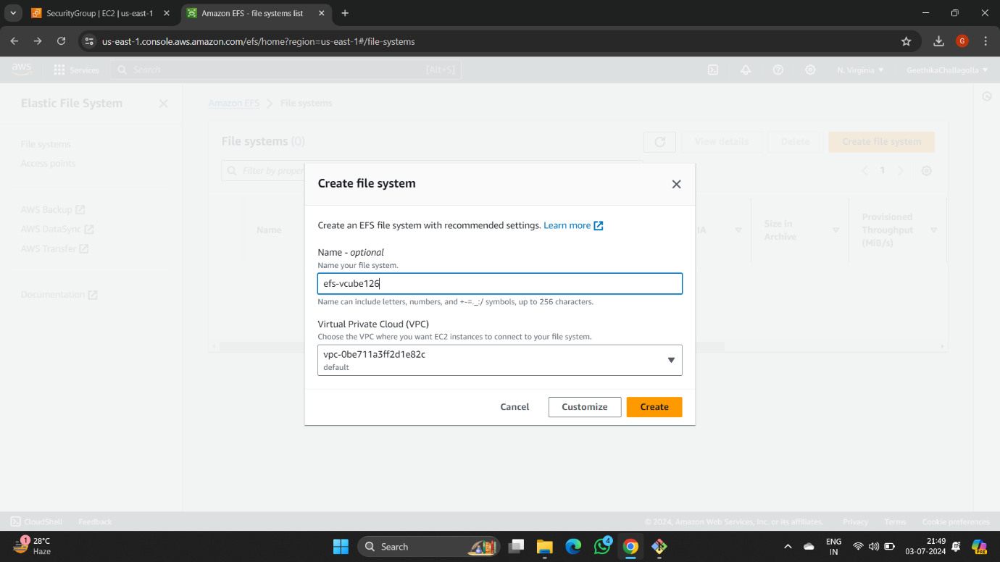 SecurityGroup | EC2 | us-east-1
Amazon EFS - file systems list
us-east-1.console.aws.amazon.com/efs/home?region=us-east-1#/file-systems
G
aws
Services
Search
[Alt+S]
N. Virginia
GeethikaChallagolla
Elastic File System
Amazon EFS
File systems
File systems (0)
View details
Delete
Create file system
File systems
Access points
Filter by proper
1
AWS Backup
AWS DataSync
AWS Transfer
Documentation
Name
IA
Size in
Archive
Provisioned
Throughput
(MiB/s)
Create file system
Create an EFS file system with recommended settings. Learn more
Name - optional
Name your file system.
efs-vcube126
Name can include letters, numbers, and +-=._:/ symbols, up to 256 characters.
Virtual Private Cloud (VPC)
Choose the VPC where you want EC2 instances to connect to your file system.
vpc-0be711a3ff2d1e82c
default
Cancel
Customize
Create
CloudShell
Feedback
© 2024, Amazon Web Services, Inc. or its affiliates.
Privacy
Terms
Cookie preferences
1
28°C
Haze
Search
4
ENG
IN
21:49
03-07-2024
PRE